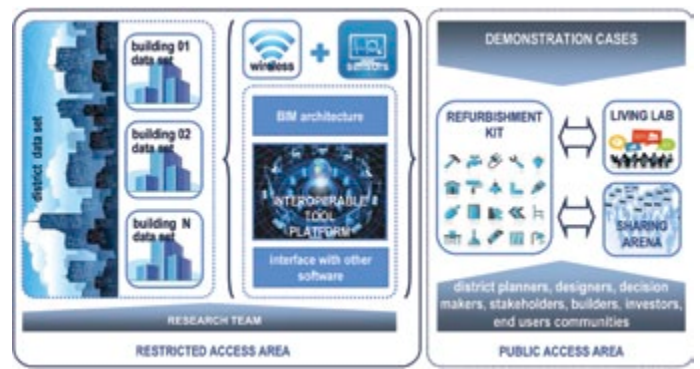 district data set
building 01
data set
building 02
data set
building N
data set
wireless
+
sensors
BIM architecture
INTEROPERABLE
TOOL
PLATFORM
interface with other
software
RESEARCH TEAM
RESTRICTED ACCESS AREA
DEMONSTRATION CASES
REFURBISHMENT
KIT
LIVING LAB
SHARING
ARENA
district planners, designers, decision
makers, stakeholders, builders, investors,
end users communities
PUBLIC ACCESS AREA